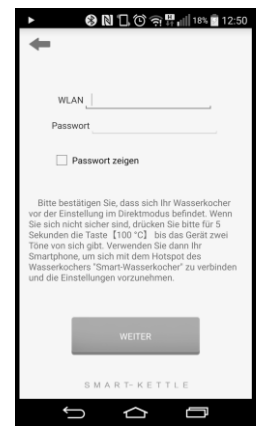 18% 12:50
WLAN
Passwort
Passwort zeigen
Bitte bestätigen Sie, dass sich Ihr Wasserkocher
vor der Einstellung im Direktmodus befindet. Wenn
Sie sich nicht sicher sind, drücken Sie bitte für 5
Sekunden die Taste【100 °C】 bis das Gerät zwei
Töne von sich gibt. Verwenden Sie dann Ihr
Smartphone, um sich mit dem Hotspot des
Wasserkochers "Smart-Wasserkocher" zu verbinden
und die Einstellungen vorzunehmen.
WEITER
SMART-KETTLE